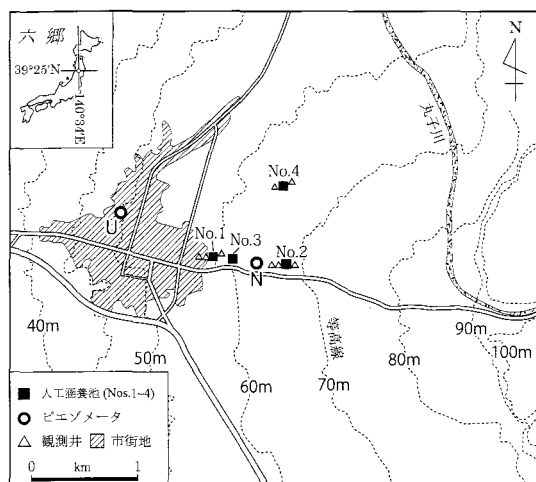 六郷
39°25'N
140°34'E
N
丸子川
No.4
U
No.1
No.3
No.2
N
等高線
40m
50m
60m
70m
80m
90m
100m
■ 人工涵養池 (Nos.1~4)
○ ピエゾメータ
△ 観測井 市街地
0 km 1